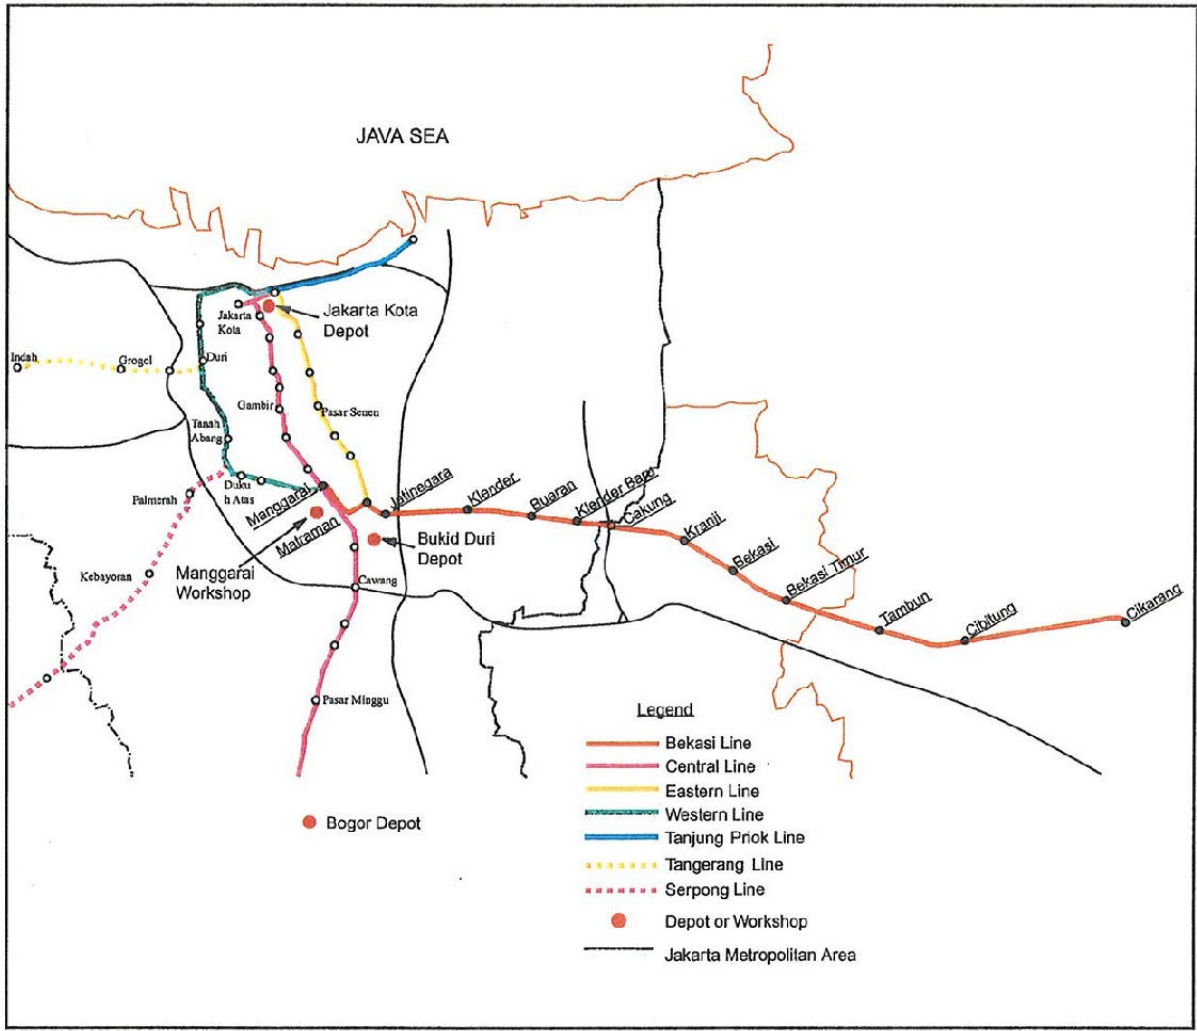 JAVA SEA
Jakarta
Kota
Jakarta Kota
Depot
Indah
Grogol
Duri
Gambir
Pasar Senen
Tanah
Abang
Duku
h Atas
Palmerah
Manggarai
Matraman
Jatinegara
Klender
Buaran
Klender Baru
Cakung
Kranji
Bekasi
Bekasi Timur
Tambun
Cibitung
Cikarang
Bukid Duri
Depot
Manggarai
Workshop
Kebayoran
Cawang
Pasar Minggu
Bogor Depot
Legend
Bekasi Line
Central Line
Eastern Line
Western Line
Tanjung Priok Line
Tangerang Line
Serpong Line
Depot or Workshop
Jakarta Metropolitan Area